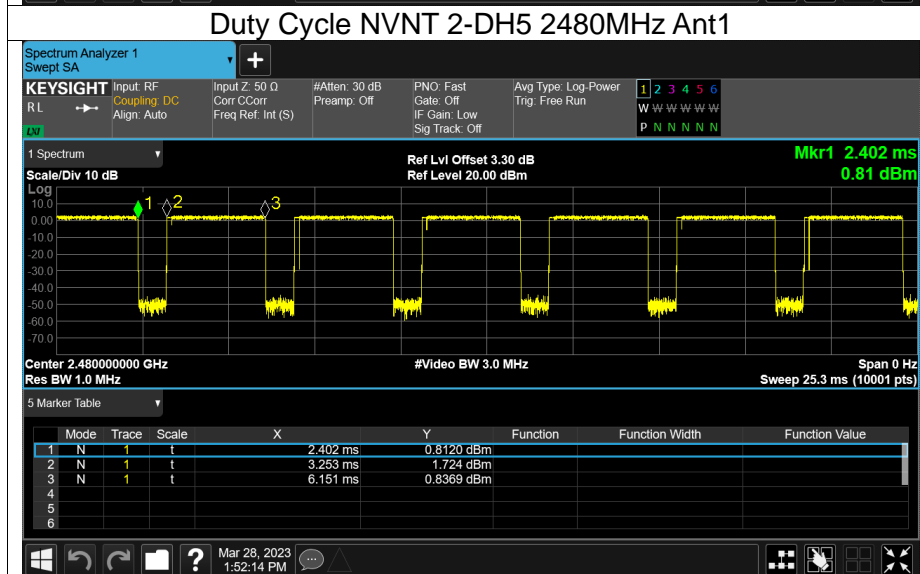 Duty Cycle NVNT 2-DH5 2480MHz Ant1
Spectrum Analyzer 1
Swept SA
+
KEYSIGHT Input: RF Input Z: 50 Ω #Atten: 30 dB PNO: Fast Avg Type: Log-Power 1 2 3 4 5 6
R L Coupling: DC Corr CCorr Preamp: Off Gate: Off Trig: Free Run W W W W W W
Align: Auto Freq Ref: Int (S) IF Gain: Low
LXI Sig Track: Off P N N N N N
1 Spectrum Ref Lvl Offset 3.30 dB Mkr1 2.402 ms
Scale/Div 10 dB Ref Level 20.00 dBm 0.81 dBm
Log
10.0
1 2 3
0.00
-10.0
-20.0
-30.0
-40.0
-50.0
-60.0
-70.0
Center 2.480000000 GHz #Video BW 3.0 MHz Span 0 Hz
Res BW 1.0 MHz Sweep 25.3 ms (10001 pts)
5 Marker Table
Mode Trace Scale X Y Function Function Width Function Value
1 N 1 t 2.402 ms 0.8120 dBm
2 N 1 t 3.253 ms 1.724 dBm
3 N 1 t 6.151 ms 0.8369 dBm
4
5
6
? Mar 28, 2023
1:52:14 PM